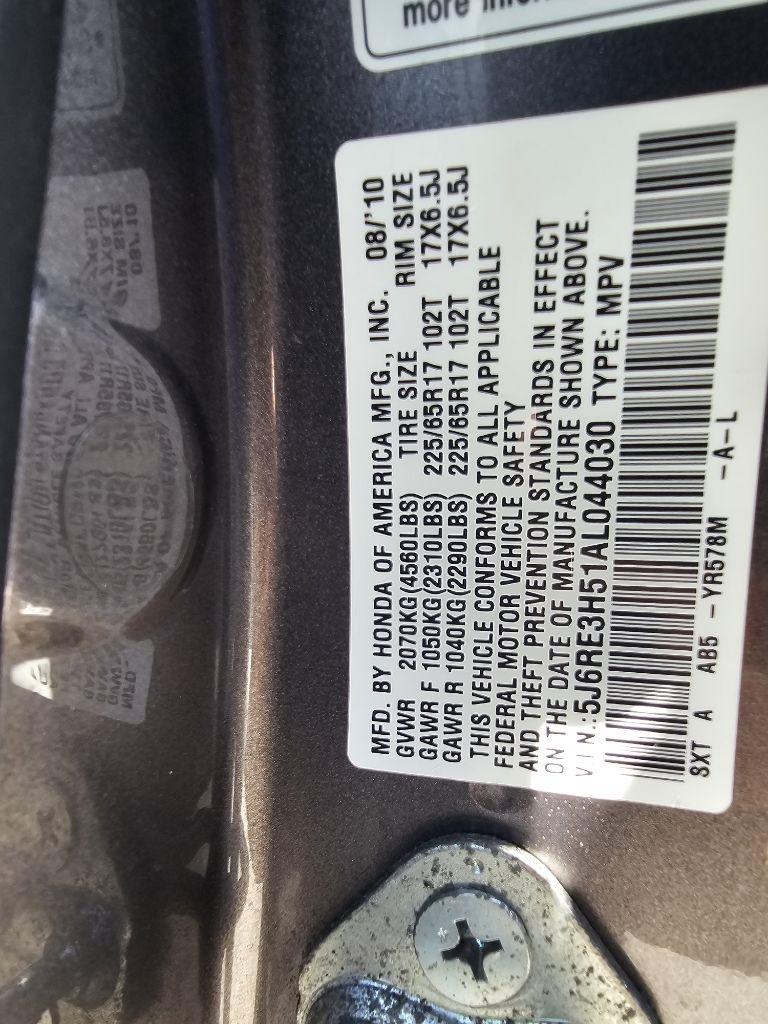 more
MFD. BY HONDA OF AMERICA MFG., INC. 08/'10
GVWR 2070KG(4560LBS) TIRE SIZE RIM SIZE
GAWR F 1050KG(2310LBS) 225/65R17 102T 17X6.5J
GAWR R 1040KG(2290LBS) 225/65R17 102T 17X6.5J
THIS VEHICLE CONFORMS TO ALL APPLICABLE
FEDERAL MOTOR VEHICLE SAFETY
AND THEFT PREVENTION STANDARDS IN EFFECT
ON THE DATE OF MANUFACTURE SHOWN ABOVE.
V.I.N.:5J6RE3H51AL044030 TYPE: MPV
SXT A AB5 -YR578M -A-L